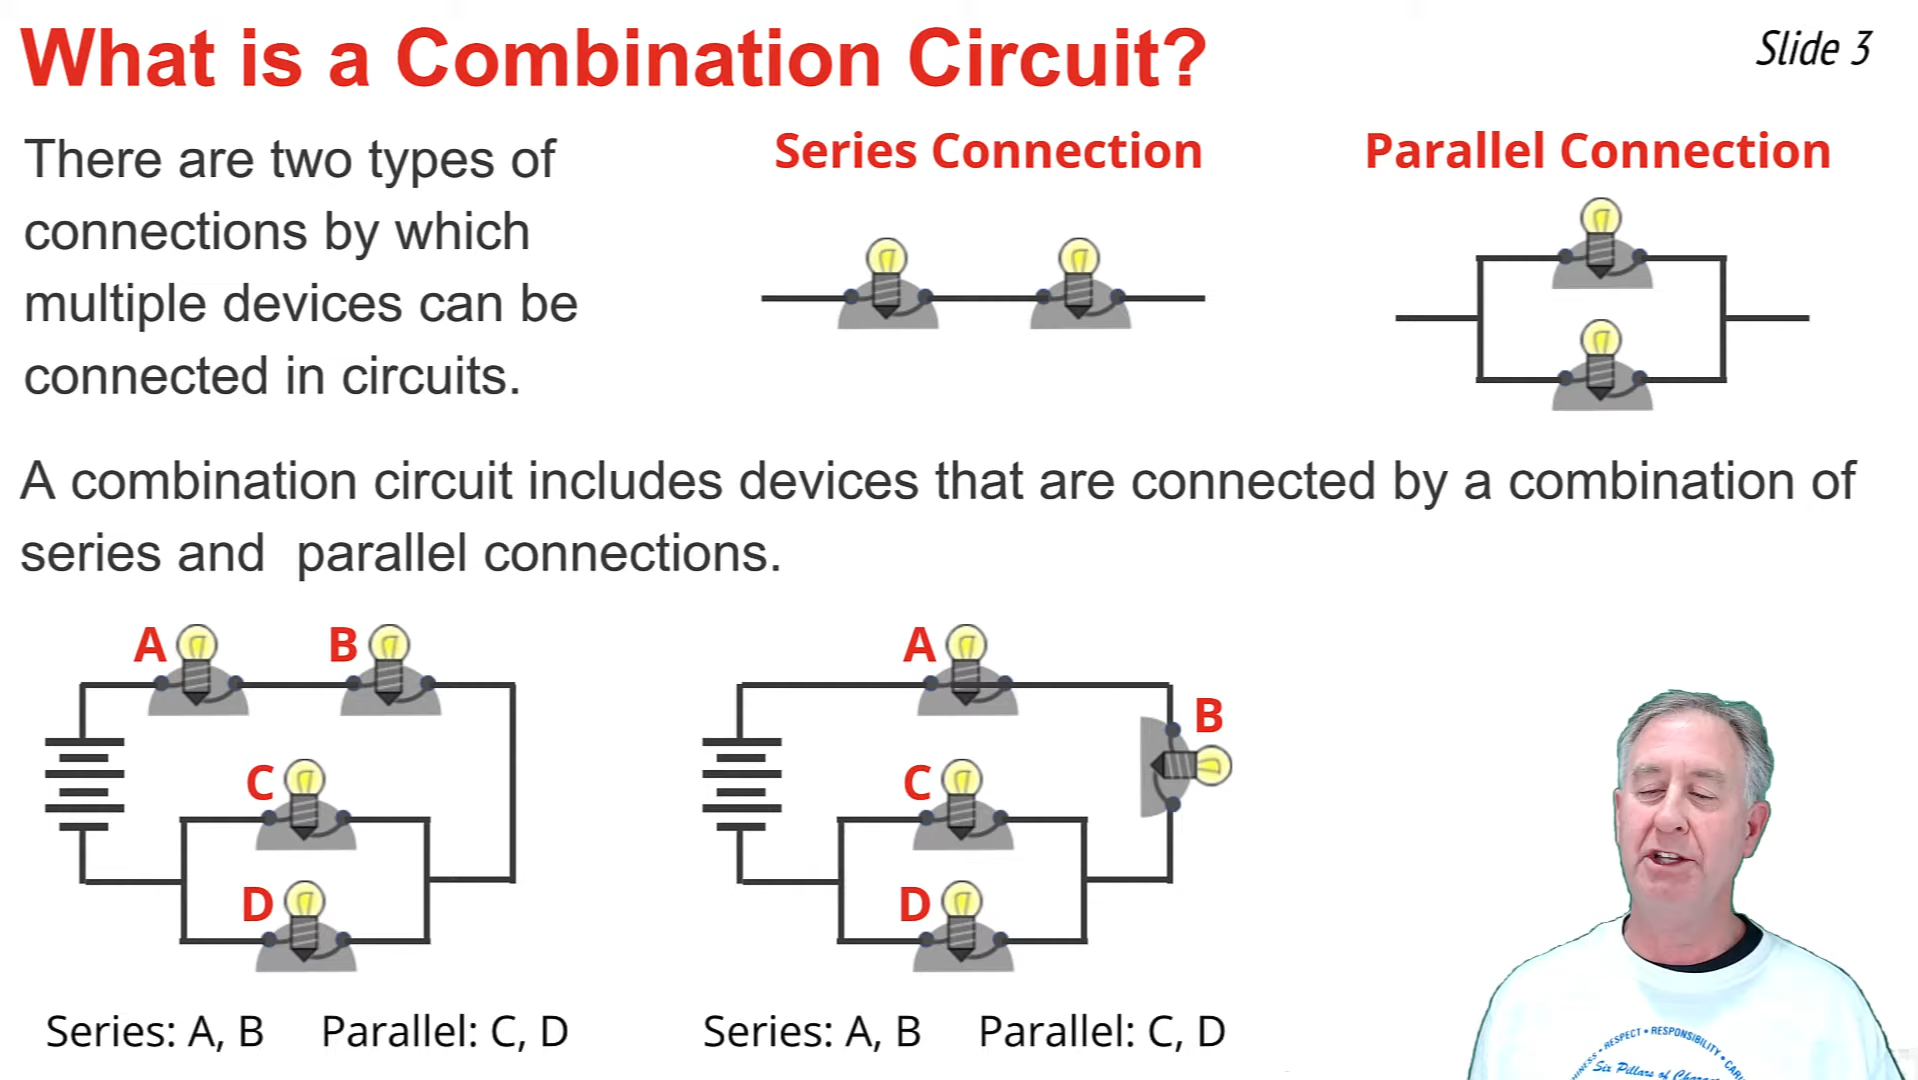 What is a Combination Circuit?
Slide 3
There are two types of
connections by which
multiple devices can be
connected in circuits.
Series Connection
Parallel Connection
A combination circuit includes devices that are connected by a combination of
series and  parallel connections.
A
B
C
D
Series: A, B
Parallel: C, D
A
B
C
D
Series: A, B
Parallel: C, D
• RESPECT • RESPONSIBILITY •
Six Pillars of